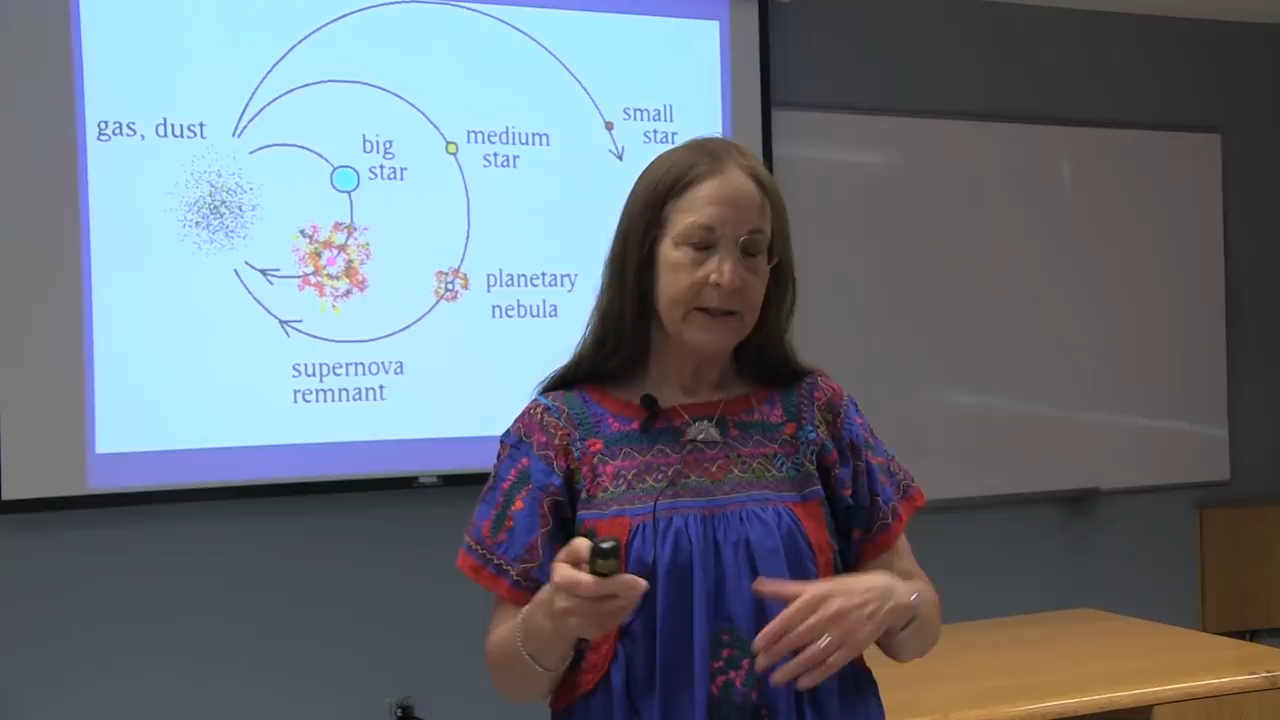 gas, dust
big
star
medium
star
small
star
planetary
nebula
supernova
remnant